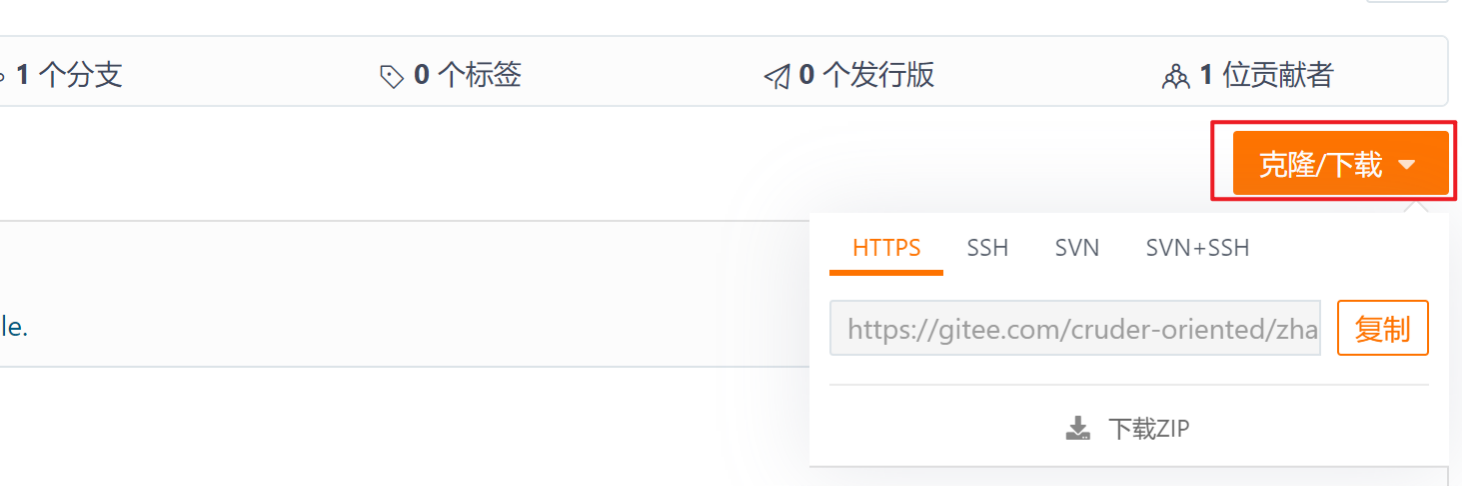 1 个分支 0 个标签 0 个发行版 1 位贡献者
克隆/下载
HTTPS SSH SVN SVN+SSH
le.
https://gitee.com/cruder-oriented/zha 复制
下载ZIP